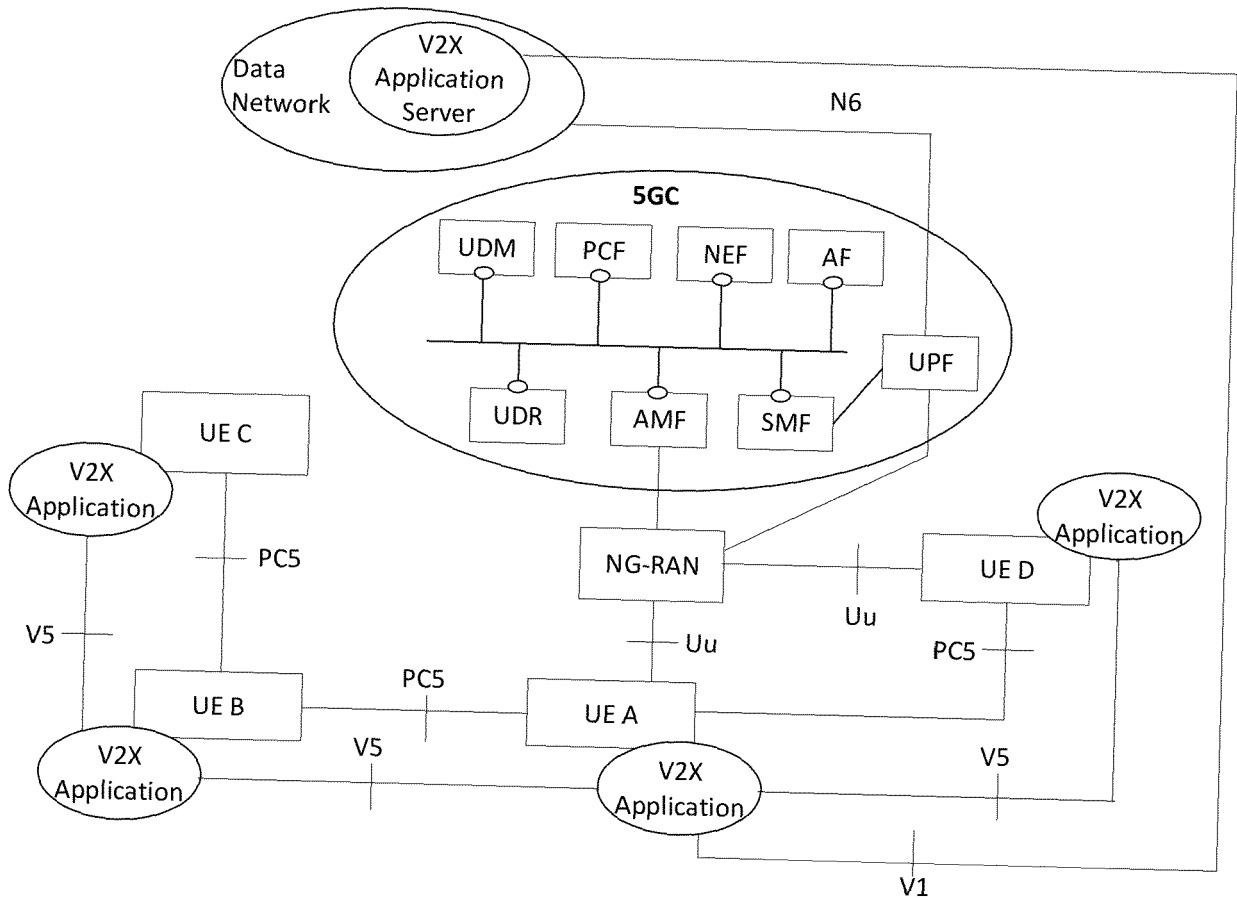 V2X
Application
Server
Data
Network
N6
5GC
UDM
PCF
NEF
AF
UPF
UDR
AMF
SMF
UE C
V2X
Application
PC5
V5
NG-RAN
Uu
UE D
V2X
Application
Uu
PC5
UE B
PC5
UE A
V2X
Application
V5
V2X
Application
V5
V1